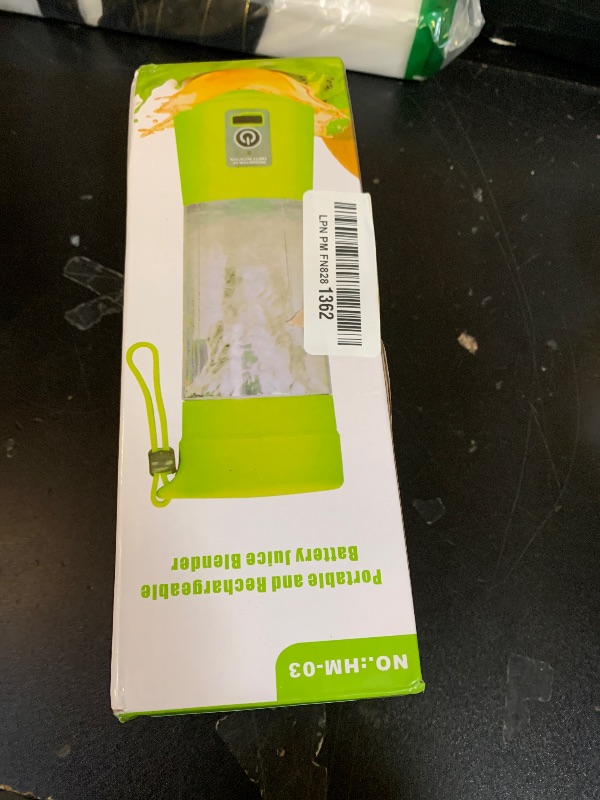 NO.:HM-03
Portable and Rechargeable
Battery Juice Blender
LPN PM FN828 1362